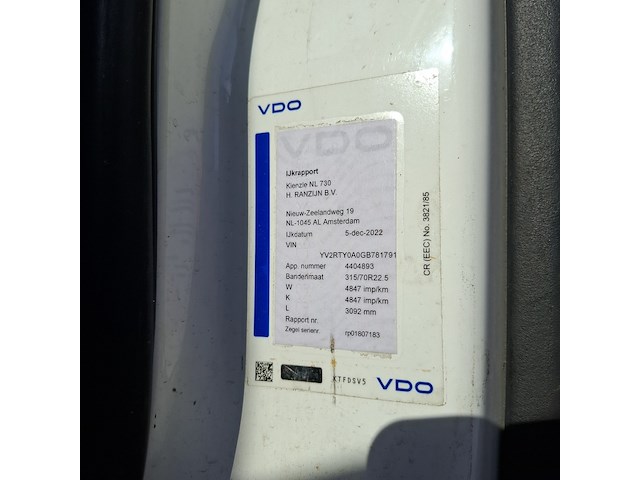 VDO
VDO
IJkrapport
Kienzle NL 730
H. RANZIJN B.V.
Nieuw-Zeelandweg 19
NL-1045 AL Amsterdam
IJkdatum 5-dec-2022
VIN
YV2RTY0A0GB781791
App. nummer 4404893
Bandenmaat 315/70R22.5
W 4847 imp/km
K 4847 imp/km
L 3092 mm
Rapport nr.
Zegel serienr. rp01807183
CR (EEC) No. 3821/85
KTFDSV5
VDO